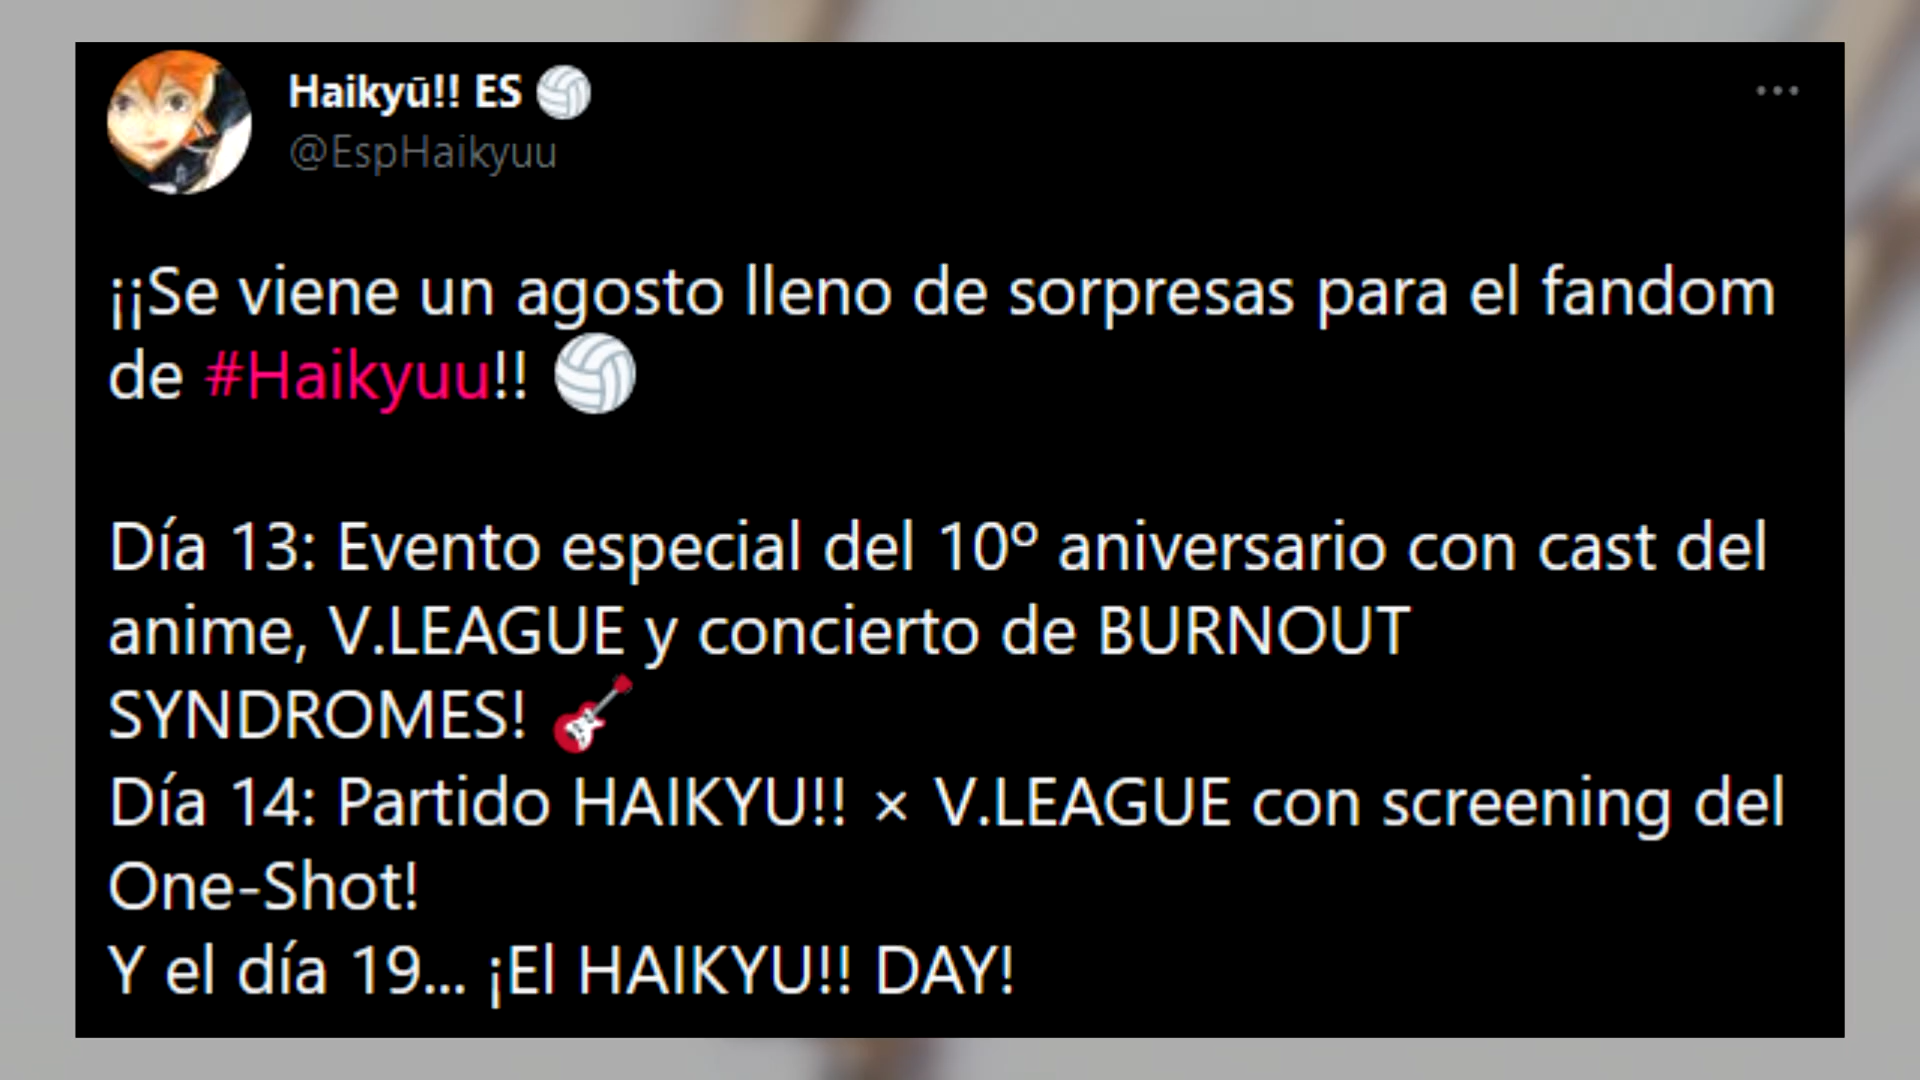 Haikyū!! ES 🏐
@EspHaikyuu
¡¡Se viene un agosto lleno de sorpresas para el fandom
de #Haikyuu!! 🏐
Día 13: Evento especial del 10º aniversario con cast del
anime, V.LEAGUE y concierto de BURNOUT
SYNDROMES! 🎸
Día 14: Partido HAIKYU!! × V.LEAGUE con screening del
One-Shot!
Y el día 19... ¡El HAIKYU!! DAY!